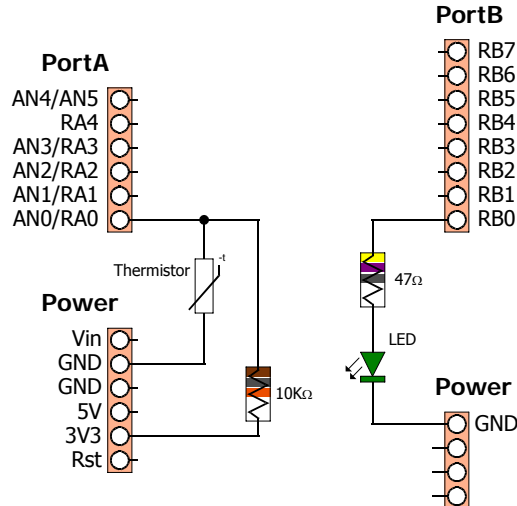 PortB
RB7
RB6
RB5
RB4
RB3
RB2
RB1
RB0
PortA
AN4/AN5
RA4
AN3/RA3
AN2/RA2
AN1/RA1
AN0/RA0
Thermistor
-t
47Ω
Power
Vin
GND
GND
5V
3V3
Rst
10KΩ
LED
Power
GND